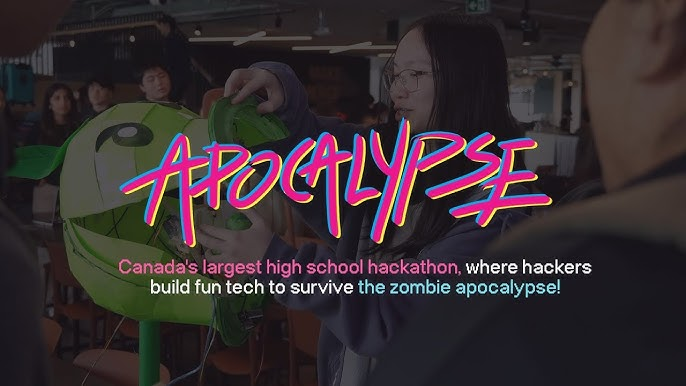 APOCALYPSE
Canada's largest high school hackathon, where hackers
build fun tech to survive the zombie apocalypse!